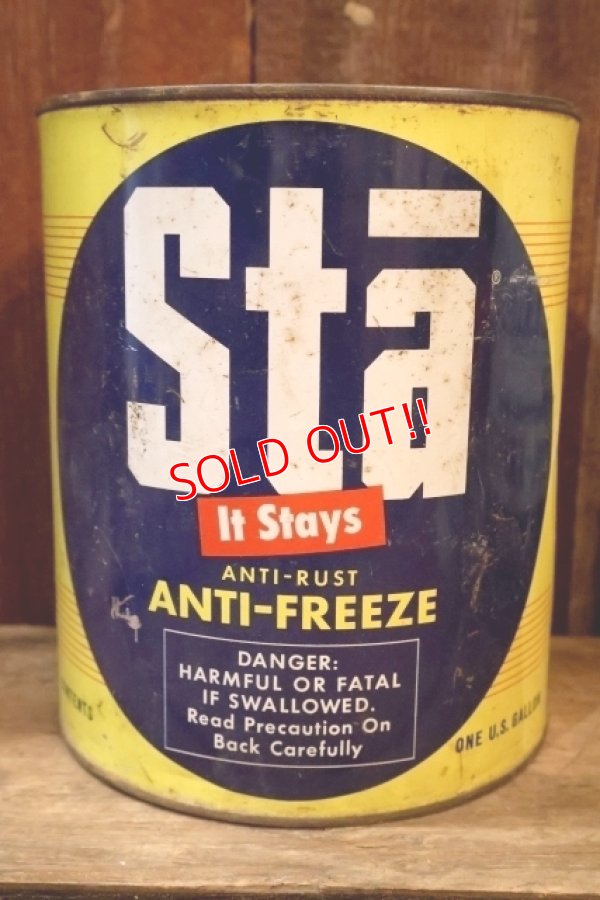 Stā
®
SOLD OUT!!
It Stays
ANTI-RUST
ANTI-FREEZE
DANGER:
HARMFUL OR FATAL
IF SWALLOWED.
Read Precaution On
Back Carefully
ONE U.S. GALLON